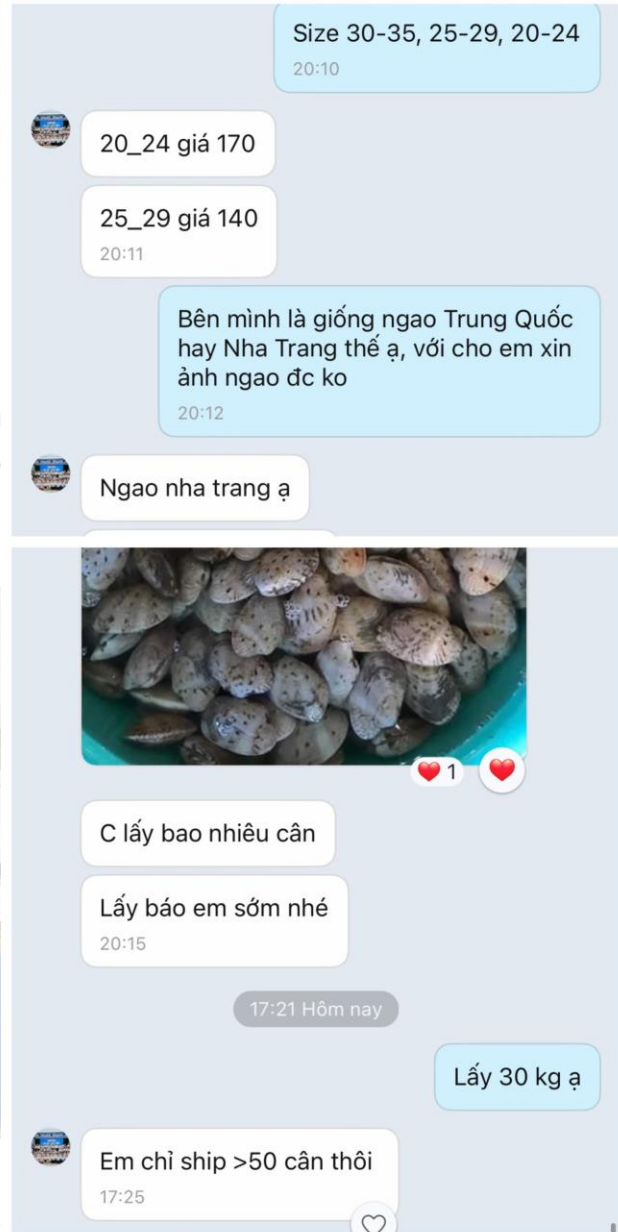 Size 30-35, 25-29, 20-24
20:10
20_24 giá 170
25_29 giá 140
20:11
Bên mình là giống ngao Trung Quốc
hay Nha Trang thế ạ, với cho em xin
ảnh ngao đc ko
20:12
Ngao nha trang ạ
1
C lấy bao nhiêu cân
Lấy báo em sớm nhé
20:15
17:21 Hôm nay
Lấy 30 kg ạ
Em chỉ ship >50 cân thôi
17:25